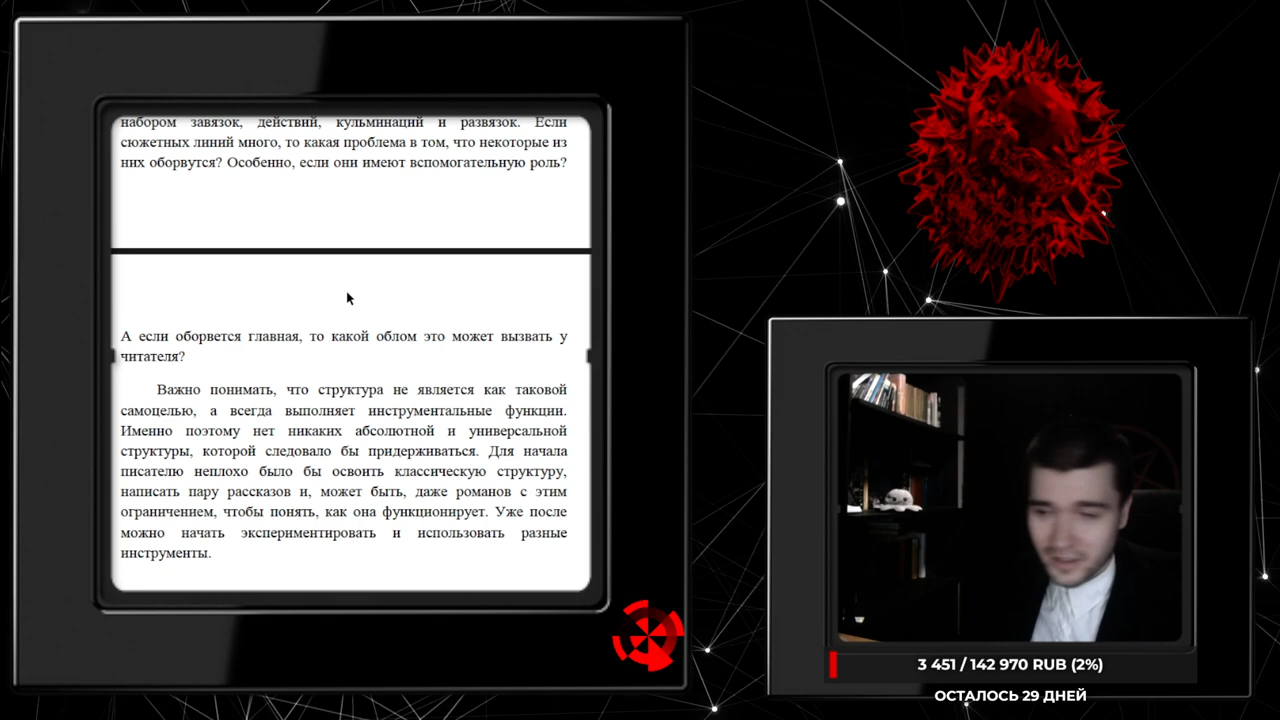 набором завязок, действий, кульминаций и развязок. Если
сюжетных линий много, то какая проблема в том, что некоторые из
них оборвутся? Особенно, если они имеют вспомогательную роль?
А если оборвется главная, то какой облом это может вызвать у
читателя?
Важно понимать, что структура не является как таковой
самоцелью, а всегда выполняет инструментальные функции.
Именно поэтому нет никаких абсолютной и универсальной
структуры, которой следовало бы придерживаться. Для начала
писателю неплохо было бы освоить классическую структуру,
написать пару рассказов и, может быть, даже романов с этим
ограничением, чтобы понять, как она функционирует. Уже после
можно начать экспериментировать и использовать разные
инструменты.
3 451 / 142 970 RUB (2%)
ОСТАЛОСЬ 29 ДНЕЙ